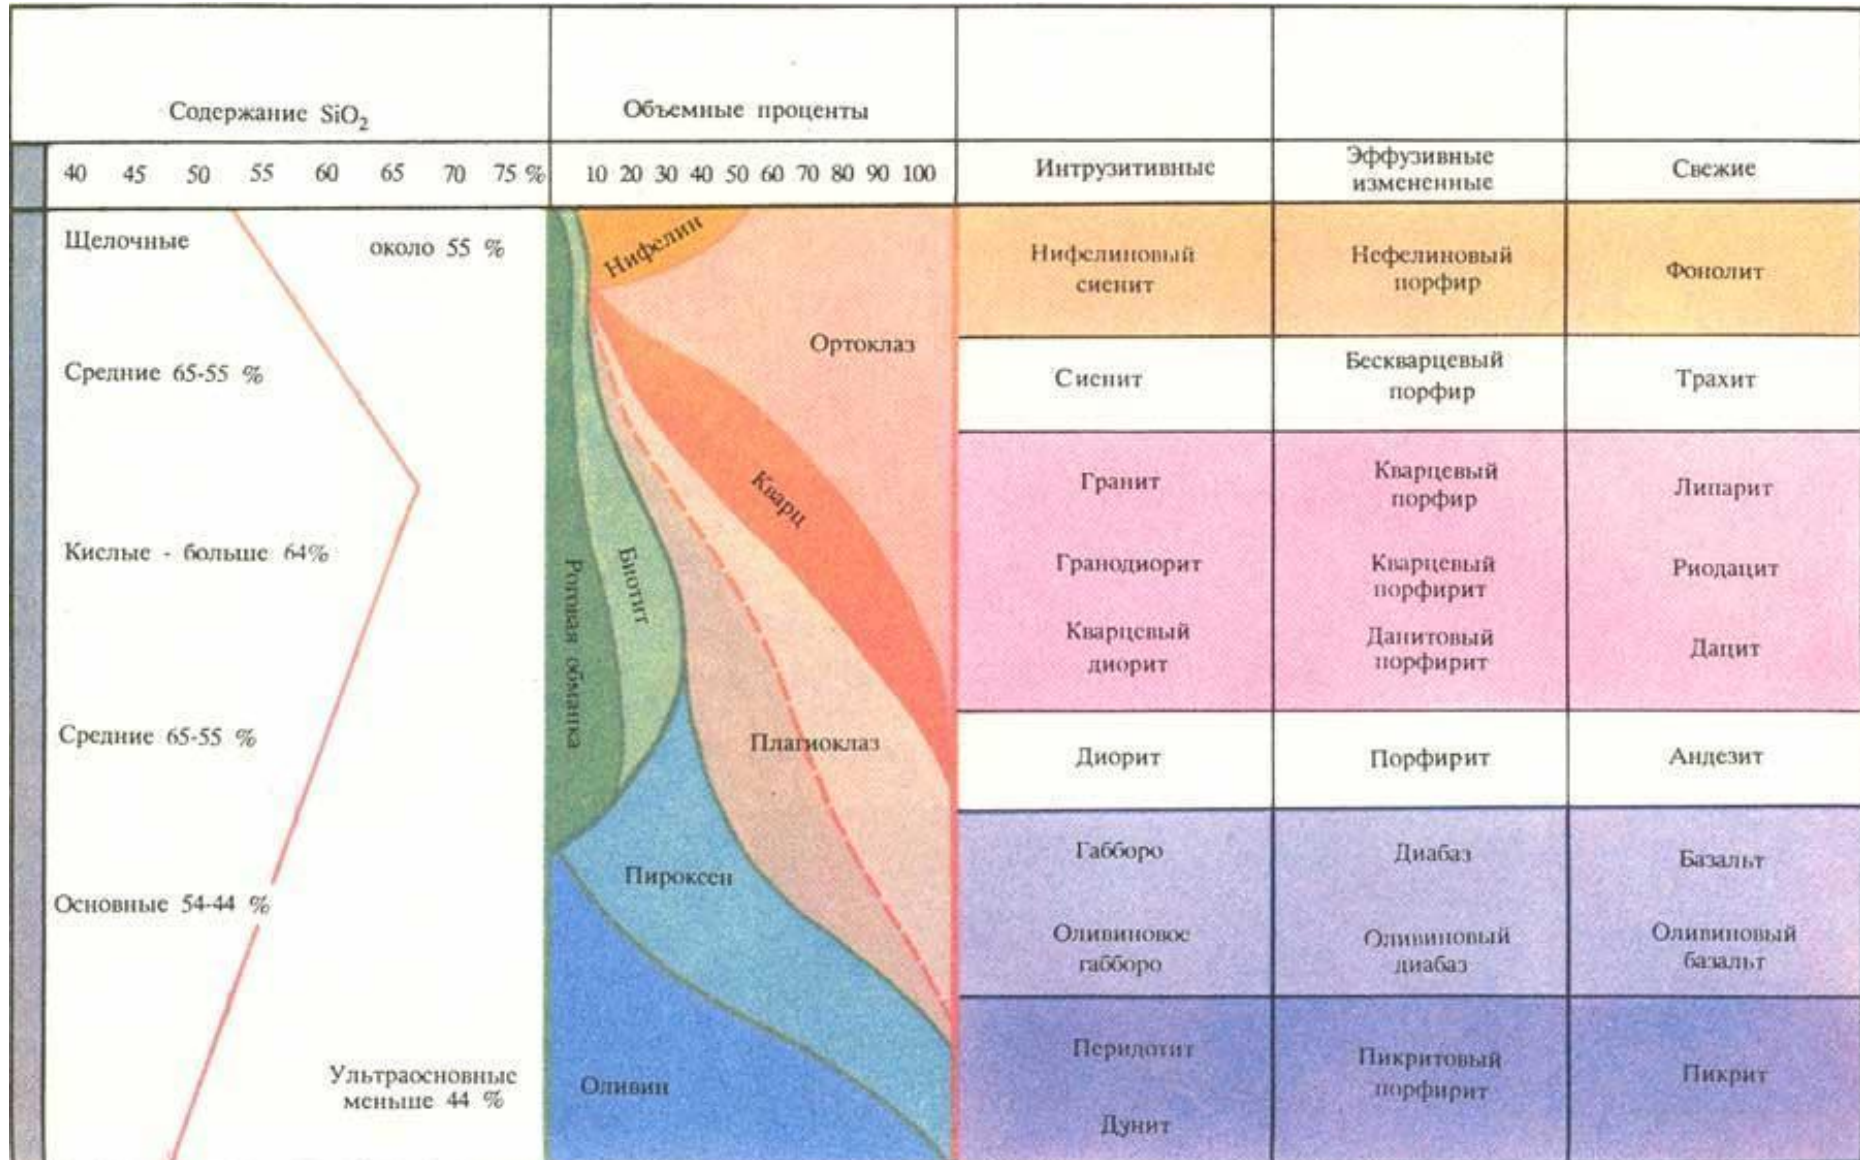 Содержание SiO₂
Объемные проценты
40 45 50 55 60 65 70 75 %
10 20 30 40 50 60 70 80 90 100
Интрузитивные
Эффузивные
измененные
Свежие
Щелочные
около 55 %
Нифелин
Нифелиновый
сиенит
Нефелиновый
порфир
Фонолит
Средние 65-55 %
Ортоклаз
Сиенит
Бескварцевый
порфир
Трахит
Кварц
Гранит
Кварцевый
порфир
Липарит
Кислые - больше 64%
Роговая обманка
Биотит
Гранодиорит
Кварцевый
порфирит
Риодацит
Кварцевый
диорит
Данитовый
порфирит
Дацит
Средние 65-55 %
Плагиоклаз
Диорит
Порфирит
Андезит
Пироксен
Габборо
Диабаз
Базальт
Основные 54-44 %
Оливиновое
габборо
Оливиновый
диабаз
Оливиновый
базальт
Ультраосновные
меньше 44 %
Оливин
Перидотит
Пикритовый
порфирит
Пикрит
Дунит